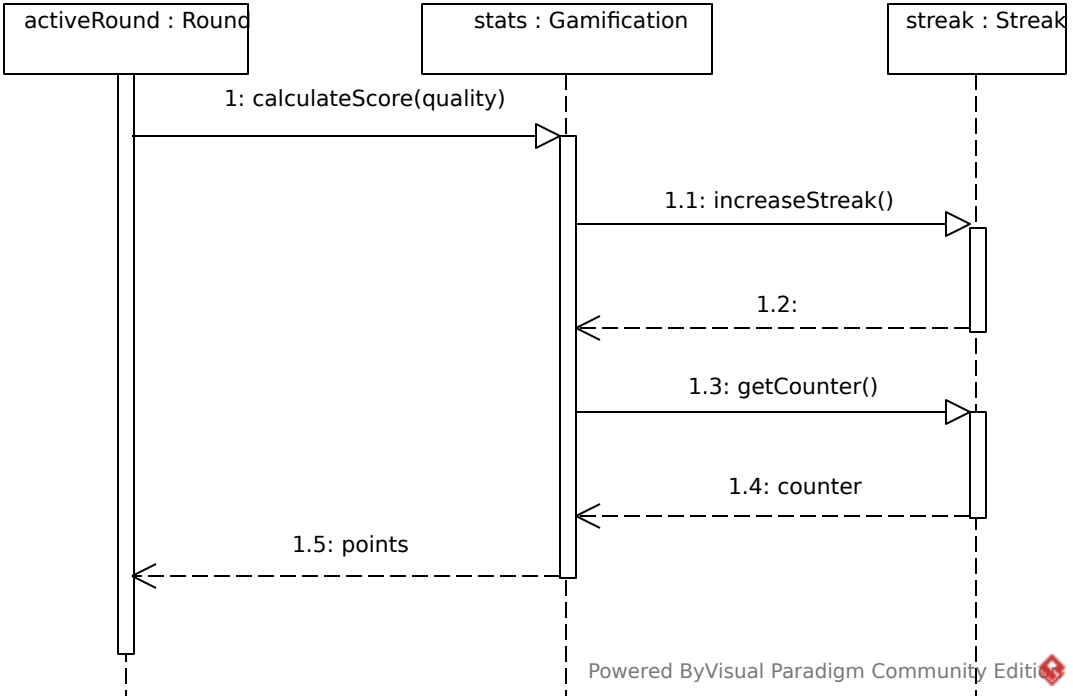 activeRound : Round
stats : Gamification
streak : Streak
1: calculateScore(quality)
1.1: increaseStreak()
1.2:
1.3: getCounter()
1.4: counter
1.5: points
Powered ByVisual Paradigm Community Edition